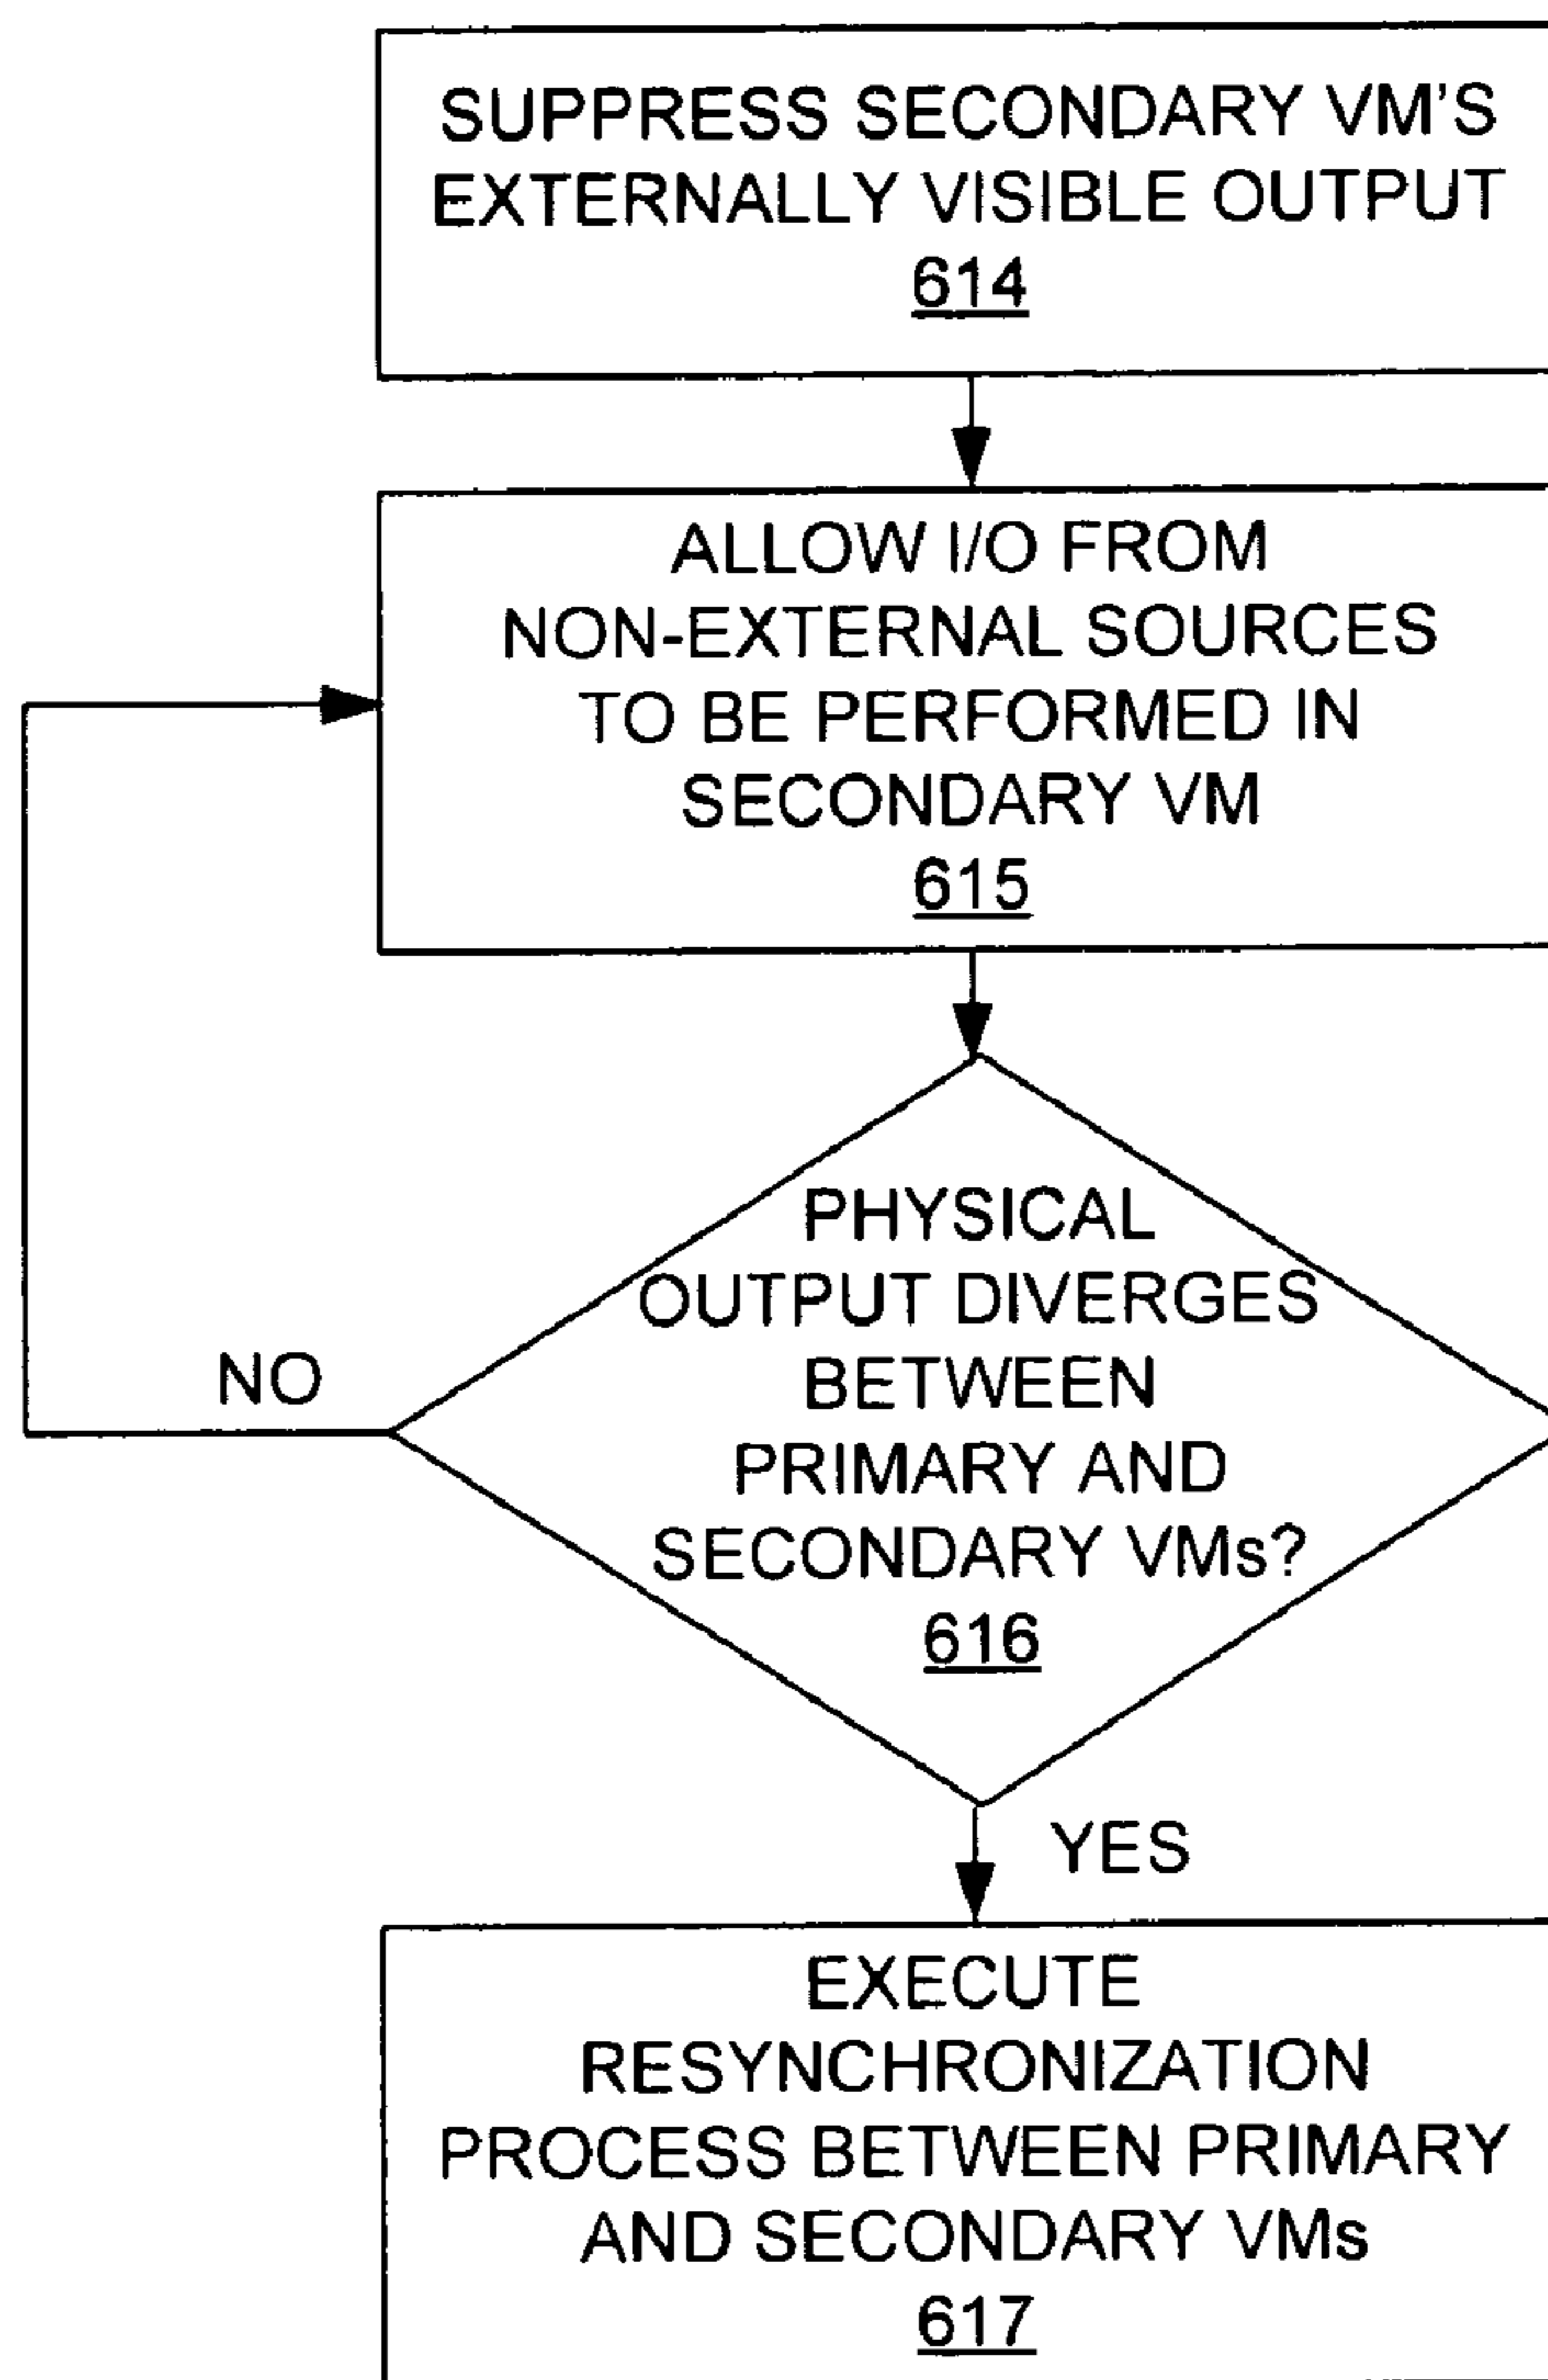 SUPPRESS SECONDARY VM'S
EXTERNALLY VISIBLE OUTPUT
614
ALLOW I/O FROM
NON-EXTERNAL SOURCES
TO BE PERFORMED IN
SECONDARY VM
615
PHYSICAL
OUTPUT DIVERGES
BETWEEN
PRIMARY AND
SECONDARY VMs?
616
NO
YES
EXECUTE
RESYNCHRONIZATION
PROCESS BETWEEN PRIMARY
AND SECONDARY VMs
617